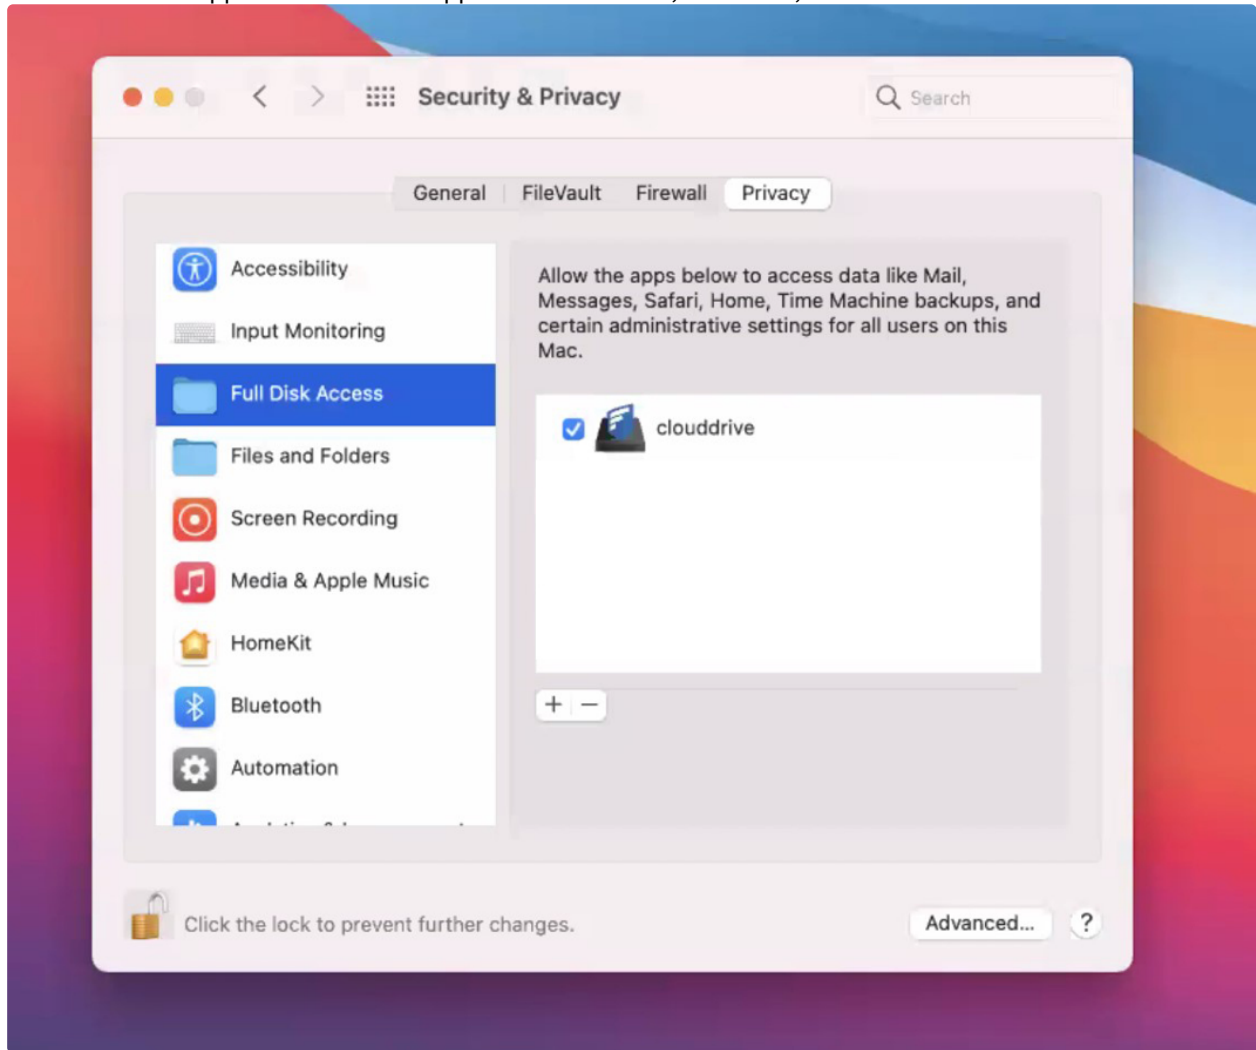 Security & Privacy
Search
General
FileVault
Firewall
Privacy
Accessibility
Input Monitoring
Full Disk Access
Files and Folders
Screen Recording
Media & Apple Music
HomeKit
Bluetooth
Automation
Allow the apps below to access data like Mail,
Messages, Safari, Home, Time Machine backups, and
certain administrative settings for all users on this
Mac.
clouddrive
+ −
Click the lock to prevent further changes.
Advanced...
?